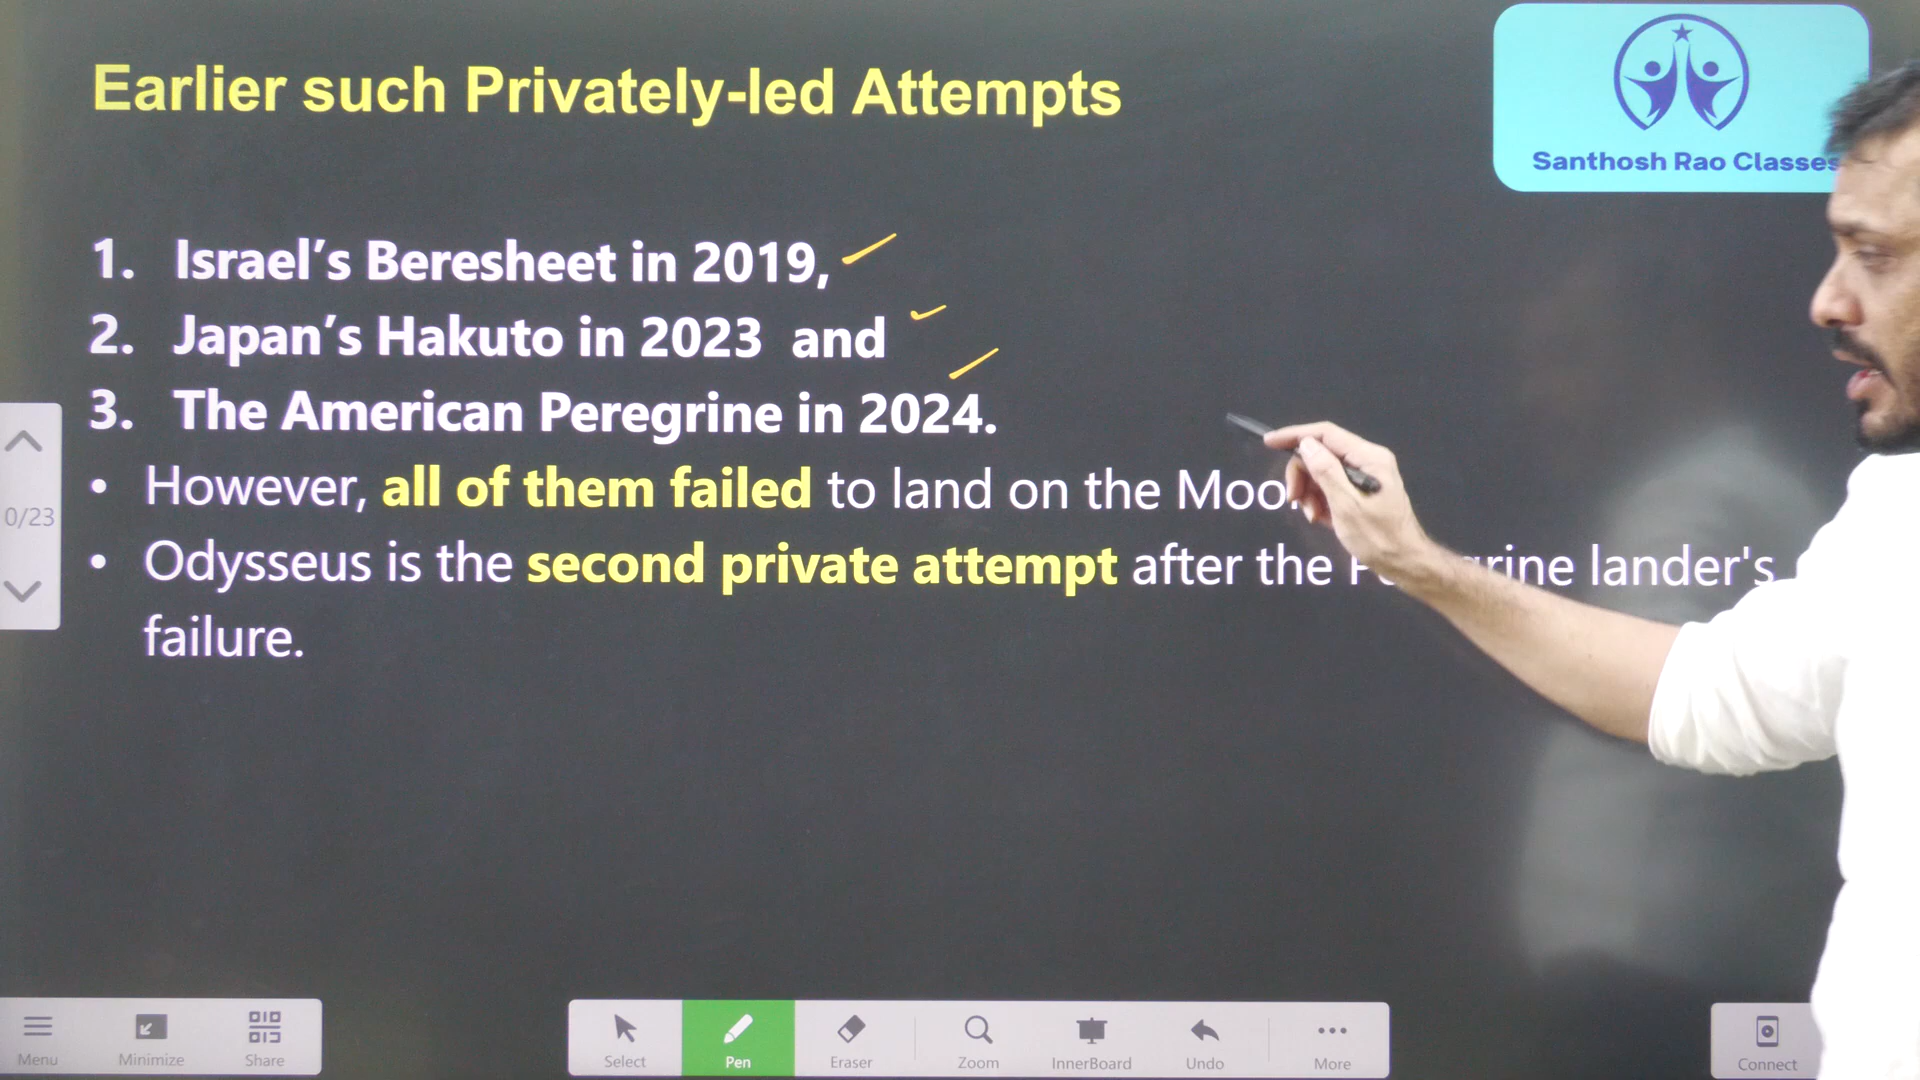 Earlier such Privately-led Attempts
Santhosh Rao Classes
1. Israel's Beresheet in 2019,
2. Japan's Hakuto in 2023 and
3. The American Peregrine in 2024.
• However, all of them failed to land on the
• Odysseus is the second private attempt after the lander's
failure.
0/23
Menu
Minimize
Share
Select
Pen
Eraser
Zoom
InnerBoard
Undo
More
Connect